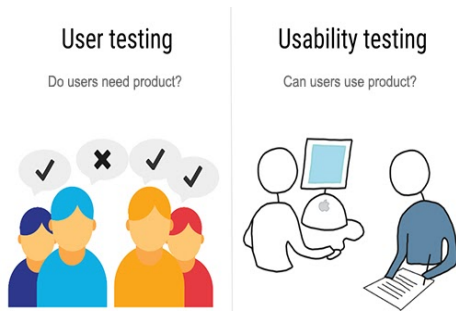 User testing
Do users need product?
Usability testing
Can users use product?